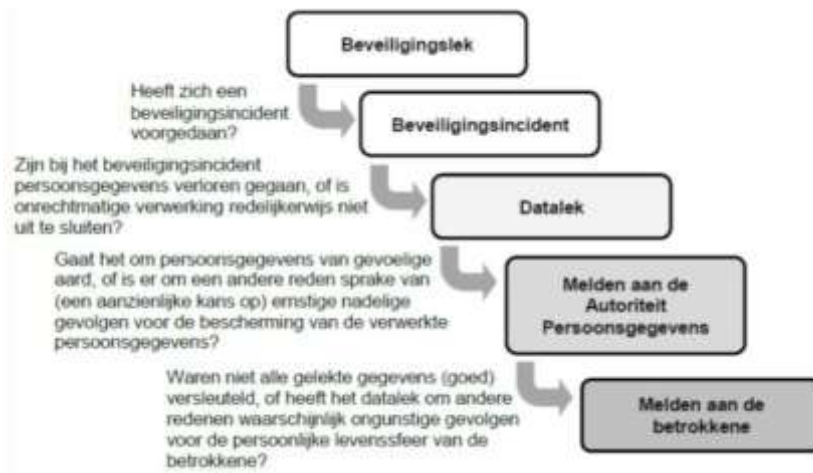 Beveiligingslek
Heeft zich een
beveiligingsincident
voorgedaan?
Beveiligingsincident
Zijn bij het beveiligingsincident
persoonsgegevens verloren gegaan, of is
onrechtmatige verwerking redelijkerwijs niet
uit te sluiten?
Datalek
Gaat het om persoonsgegevens van gevoelige
aard, of is er om een andere reden sprake van
(een aanzienlijke kans op) ernstige nadelige
gevolgen voor de bescherming van de verwerkte
persoonsgegevens?
Melden aan de
Autoriteit
Persoonsgegevens
Waren niet alle gelekte gegevens (goed)
versleuteld, of heeft het datalek om andere
redenen waarschijnlijk ongunstige gevolgen
voor de persoonlijke levenssfeer van de
betrokkene?
Melden aan de
betrokkene